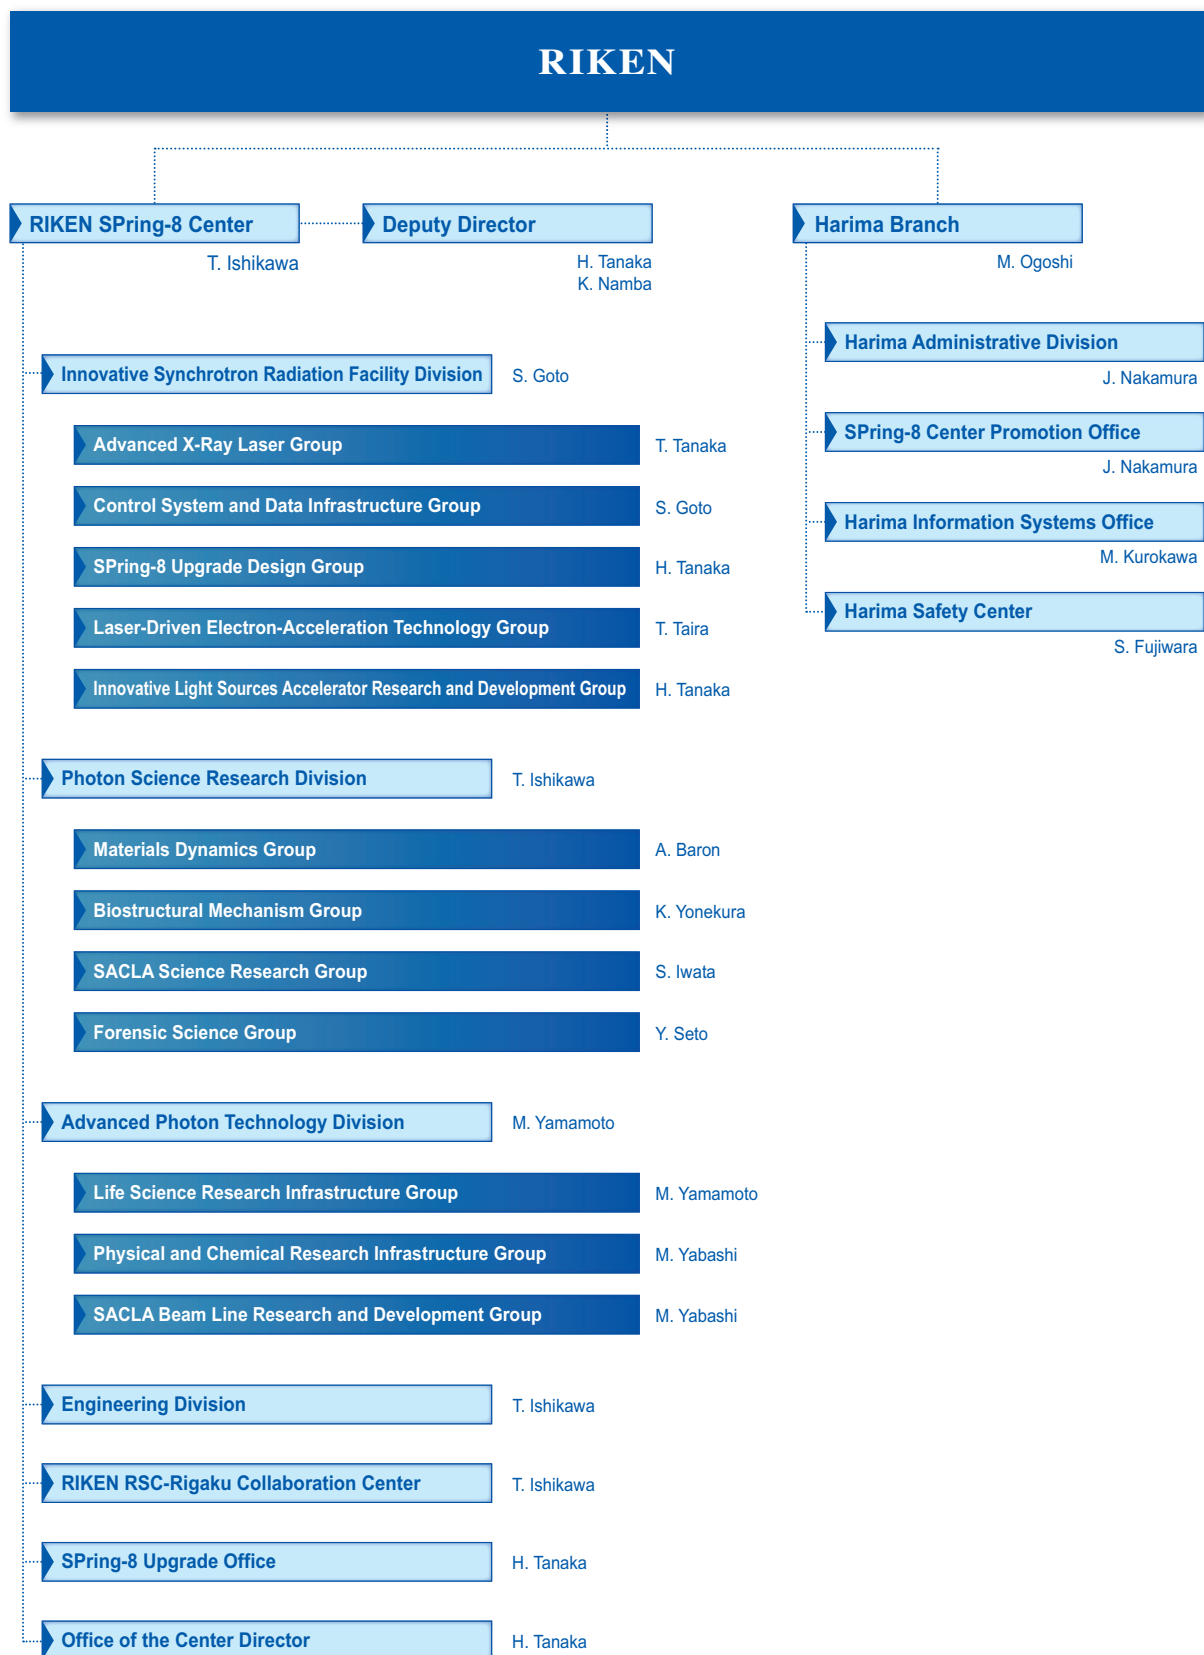 RIKEN
RIKEN SPring-8 Center
T. Ishikawa
Deputy Director
H. Tanaka
K. Namba
Innovative Synchrotron Radiation Facility Division
S. Goto
Advanced X-Ray Laser Group
T. Tanaka
Control System and Data Infrastructure Group
S. Goto
SPring-8 Upgrade Design Group
H. Tanaka
Laser-Driven Electron-Acceleration Technology Group
T. Taira
Innovative Light Sources Accelerator Research and Development Group
H. Tanaka
Photon Science Research Division
T. Ishikawa
Materials Dynamics Group
A. Baron
Biostructural Mechanism Group
K. Yonekura
SACLA Science Research Group
S. Iwata
Forensic Science Group
Y. Seto
Advanced Photon Technology Division
M. Yamamoto
Life Science Research Infrastructure Group
M. Yamamoto
Physical and Chemical Research Infrastructure Group
M. Yabashi
SACLA Beam Line Research and Development Group
M. Yabashi
Engineering Division
T. Ishikawa
RIKEN RSC-Rigaku Collaboration Center
T. Ishikawa
SPring-8 Upgrade Office
H. Tanaka
Office of the Center Director
H. Tanaka
Harima Branch
M. Ogoshi
Harima Administrative Division
J. Nakamura
SPring-8 Center Promotion Office
J. Nakamura
Harima Information Systems Office
M. Kurokawa
Harima Safety Center
S. Fujiwara